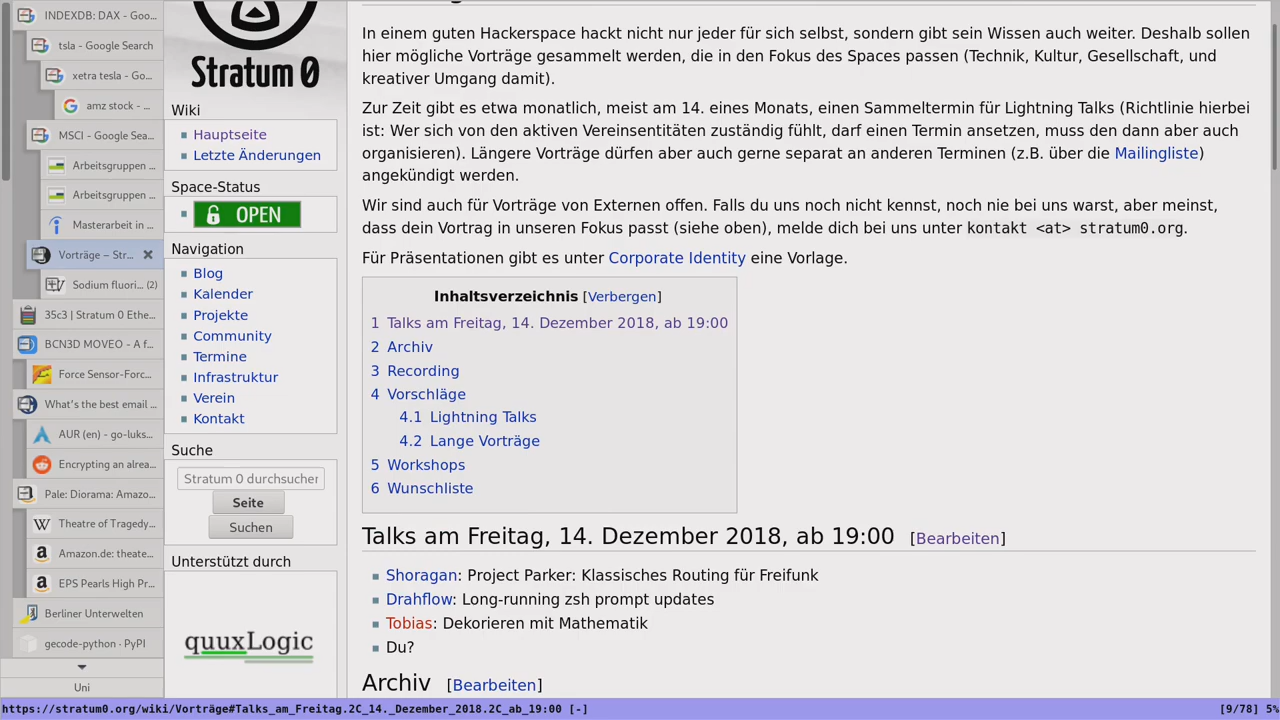 INDEXDB: DAX - Goo...
tsla - Google Search
xetra tesla - Go...
amz stock - ...
MSCI - Google Sea...
Arbeitsgruppen ...
Arbeitsgruppen ...
Masterarbeit in ...
Vorträge – Str...
Sodium fluori... (2)
35c3 | Stratum 0 Ethe...
BCN3D MOVEO - A f...
Force Sensor-Forc...
What's the best email ...
AUR (en) - go-luks...
Encrypting an alrea...
Pale: Diorama: Amazo...
Theatre of Tragedy...
Amazon.de: theate...
EPS Pearls High Pr...
Berliner Unterwelten
gecode-python · PyPI
Uni
Stratum 0
Wiki
Hauptseite
Letzte Änderungen
Space-Status
OPEN
Navigation
Blog
Kalender
Projekte
Community
Termine
Infrastruktur
Verein
Kontakt
Suche
Stratum 0 durchsuchen
Seite
Suchen
Unterstützt durch
quuxLogic
In einem guten Hackerspace hackt nicht nur jeder für sich selbst, sondern gibt sein Wissen auch weiter. Deshalb sollen
hier mögliche Vorträge gesammelt werden, die in den Fokus des Spaces passen (Technik, Kultur, Gesellschaft, und
kreativer Umgang damit).
Zur Zeit gibt es etwa monatlich, meist am 14. eines Monats, einen Sammeltermin für Lightning Talks (Richtlinie hierbei
ist: Wer sich von den aktiven Vereinsentitäten zuständig fühlt, darf einen Termin ansetzen, muss den dann aber auch
organisieren). Längere Vorträge dürfen aber auch gerne separat an anderen Terminen (z.B. über die Mailingliste)
angekündigt werden.
Wir sind auch für Vorträge von Externen offen. Falls du uns noch nicht kennst, noch nie bei uns warst, aber meinst,
dass dein Vortrag in unseren Fokus passt (siehe oben), melde dich bei uns unter kontakt <at> stratum0.org.
Für Präsentationen gibt es unter Corporate Identity eine Vorlage.
Inhaltsverzeichnis [Verbergen]
1 Talks am Freitag, 14. Dezember 2018, ab 19:00
2 Archiv
3 Recording
4 Vorschläge
4.1 Lightning Talks
4.2 Lange Vorträge
5 Workshops
6 Wunschliste
Talks am Freitag, 14. Dezember 2018, ab 19:00 [Bearbeiten]
Shoragan: Project Parker: Klassisches Routing für Freifunk
Drahflow: Long-running zsh prompt updates
Tobias: Dekorieren mit Mathematik
Du?
Archiv [Bearbeiten]
https://stratum0.org/wiki/Vorträge#Talks_am_Freitag.2C_14._Dezember_2018.2C_ab_19:00 [-] [9/78] 5%